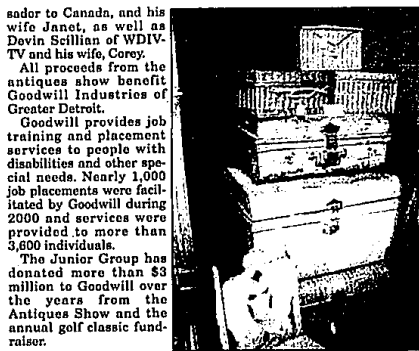 sador to Canada, and his
wife Janet, as well as
Devin Scillian of WDIV-
TV and his wife, Corey.
All proceeds from the
antiques show benefit
Goodwill Industries of
Greater Detroit.
Goodwill provides job
training and placement
services to people with
disabilities and other spe-
cial needs. Nearly 1,000
job placements were facil-
itated by Goodwill during
2000 and services were
provided to more than
3,600 individuals.
The Junior Group has
donated more than $3
million to Goodwill over
the years from the
Antiques Show and the
annual golf classic fund-
raiser.